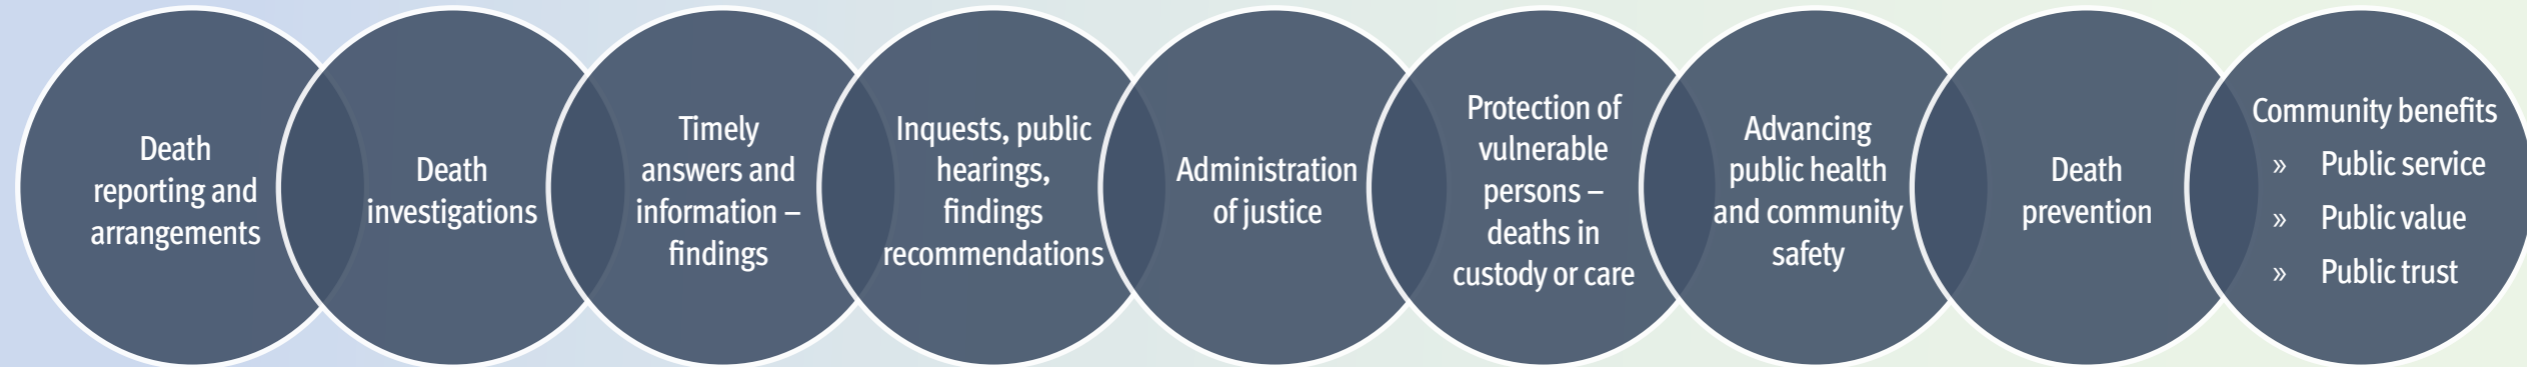 Death
reporting and
arrangements
Death
investigations
Timely
answers and
information –
findings
Inquests, public
hearings,
findings
recommendations
Administration
of justice
Protection of
vulnerable
persons –
deaths in
custody or care
Advancing
public health
and community
safety
Death
prevention
Community benefits
» Public service
» Public value
» Public trust